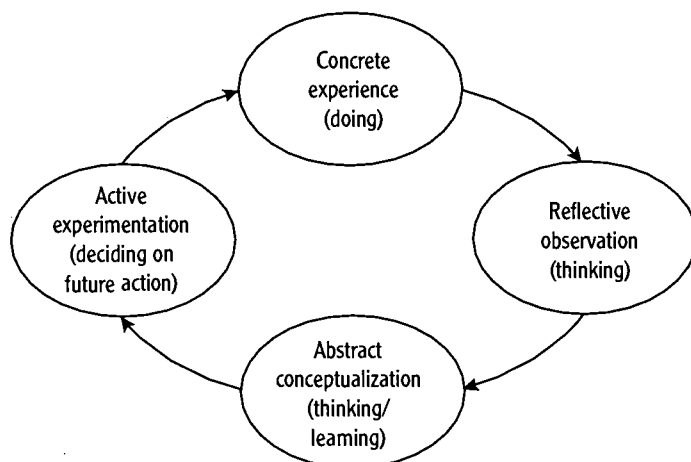 Concrete
experience
(doing)
Reflective
observation
(thinking)
Abstract
conceptualization
(thinking/
learning)
Active
experimentation
(deciding on
future action)